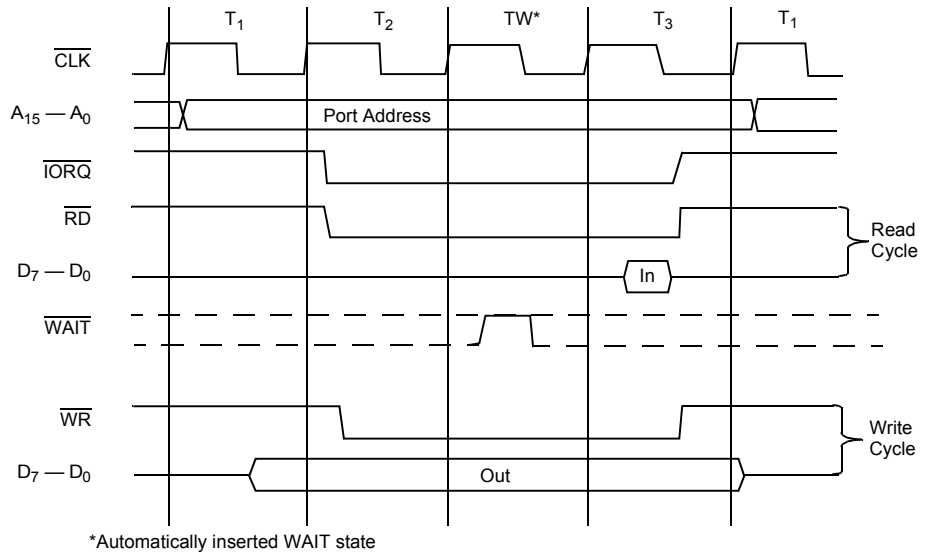 T1 T2 TW* T3 T1
CLK
A15 — A0 Port Address
IORQ
RD
Read
Cycle
D7 — D0 In
WAIT
WR
Write
Cycle
D7 — D0 Out
*Automatically inserted WAIT state